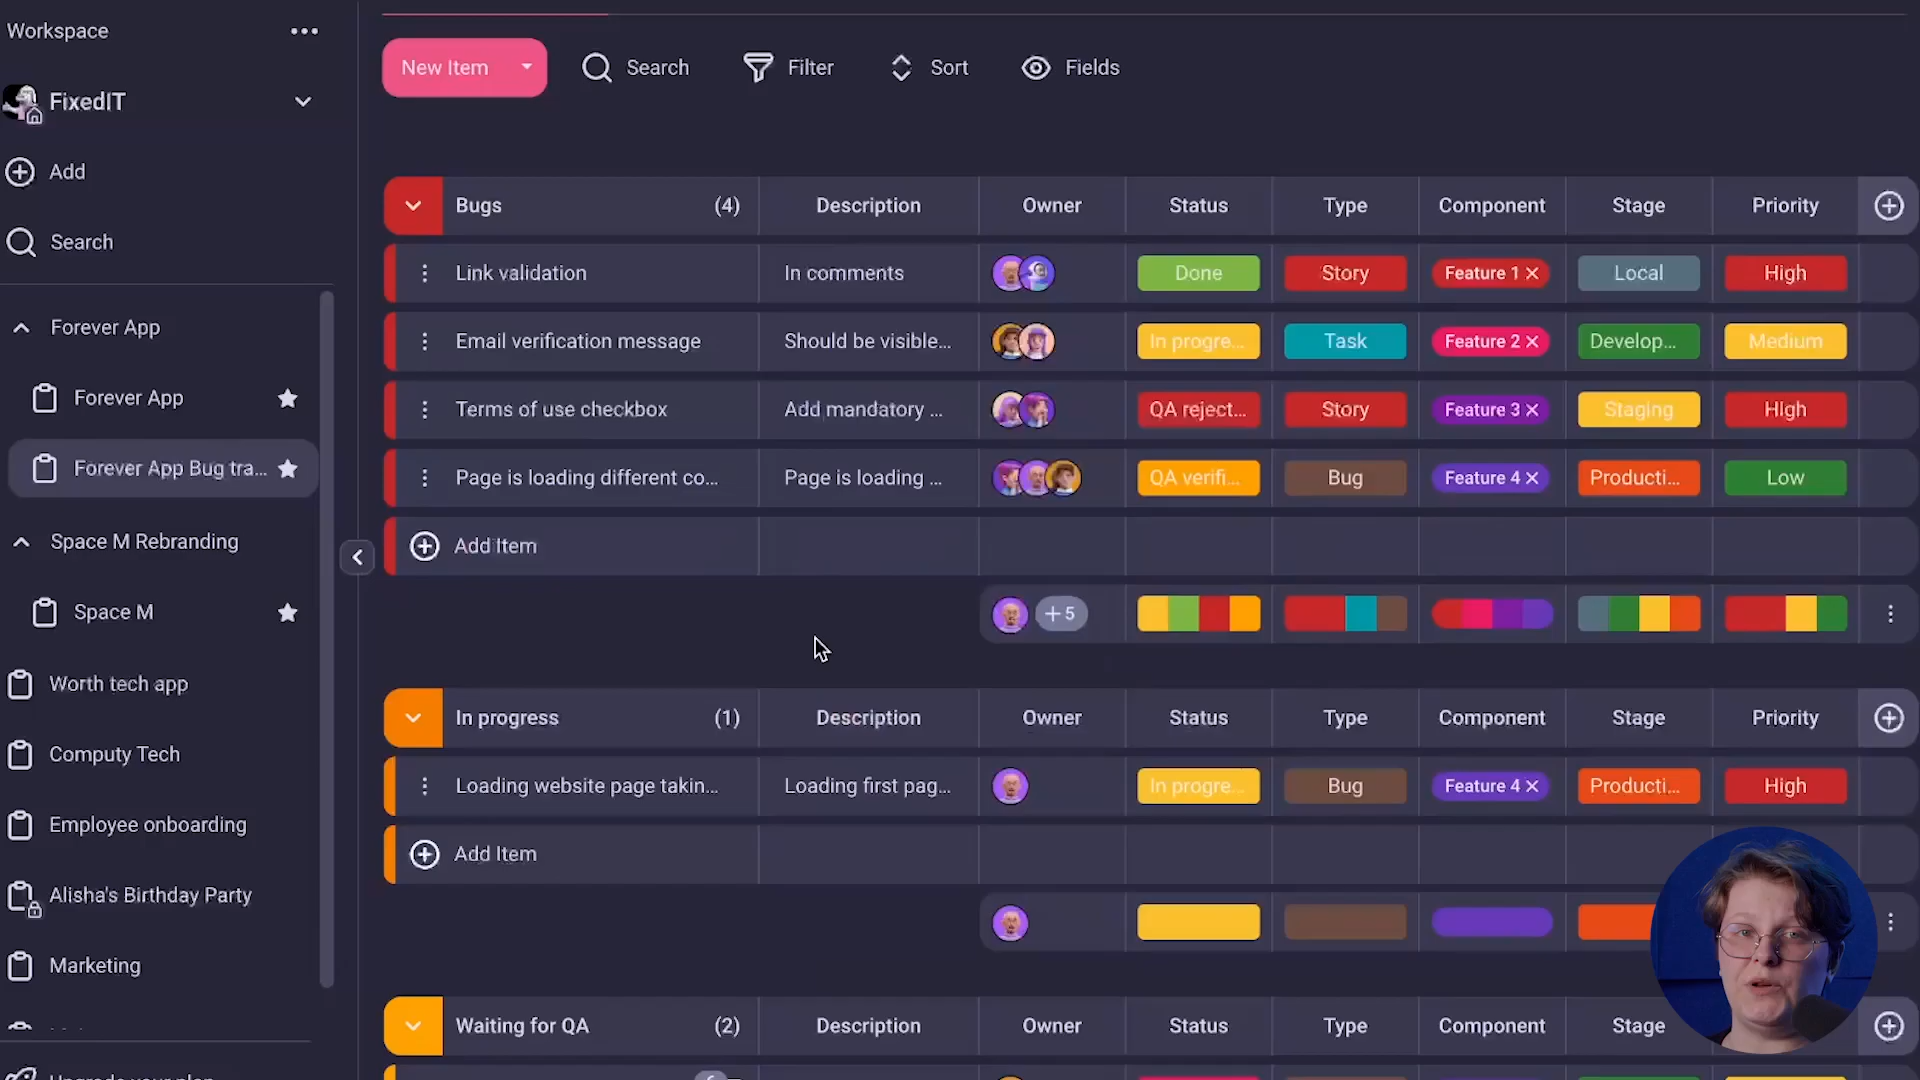 Workspace
FixedIT
Add
Search
Forever App
Forever App
Forever App Bug tra...
Space M Rebranding
Space M
Worth tech app
Computy Tech
Employee onboarding
Alisha's Birthday Party
Marketing
Upgrade your plan
New Item Search Filter Sort Fields
Bugs (4) Description Owner Status Type Component Stage Priority
Link validation In comments Done Story Feature 1 Local High
Email verification message Should be visible... In progre... Task Feature 2 Develop... Medium
Terms of use checkbox Add mandatory ... QA reject... Story Feature 3 Staging HIgh
Page is loading different co... Page is loading ... QA verifi... Bug Feature 4 Producti... Low
Add Item
+5
In progress (1) Description Owner Status Type Component Stage Priority
Loading website page takin... Loading first pag... In progre... Bug Feature 4 Producti... High
Add Item
Waiting for QA (2) Description Owner Status Type Component Stage